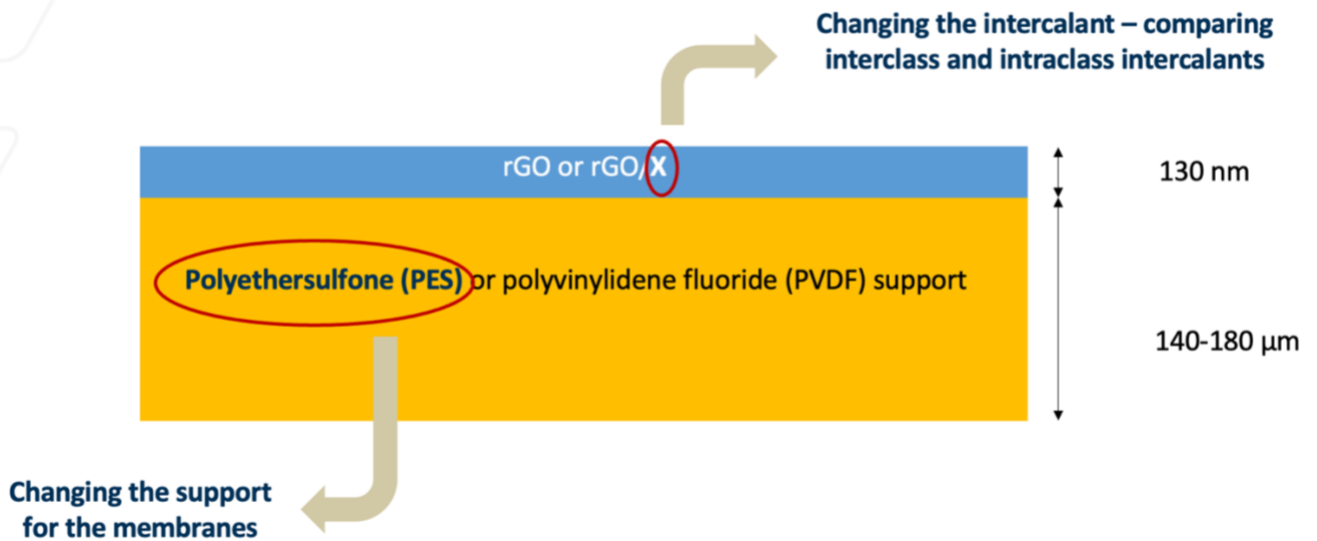 Changing the intercalant – comparing
interclass and intraclass intercalants
rGO or rGO/X
130 nm
Polyethersulfone (PES) or polyvinylidene fluoride (PVDF) support
140-180 μm
Changing the support
for the membranes